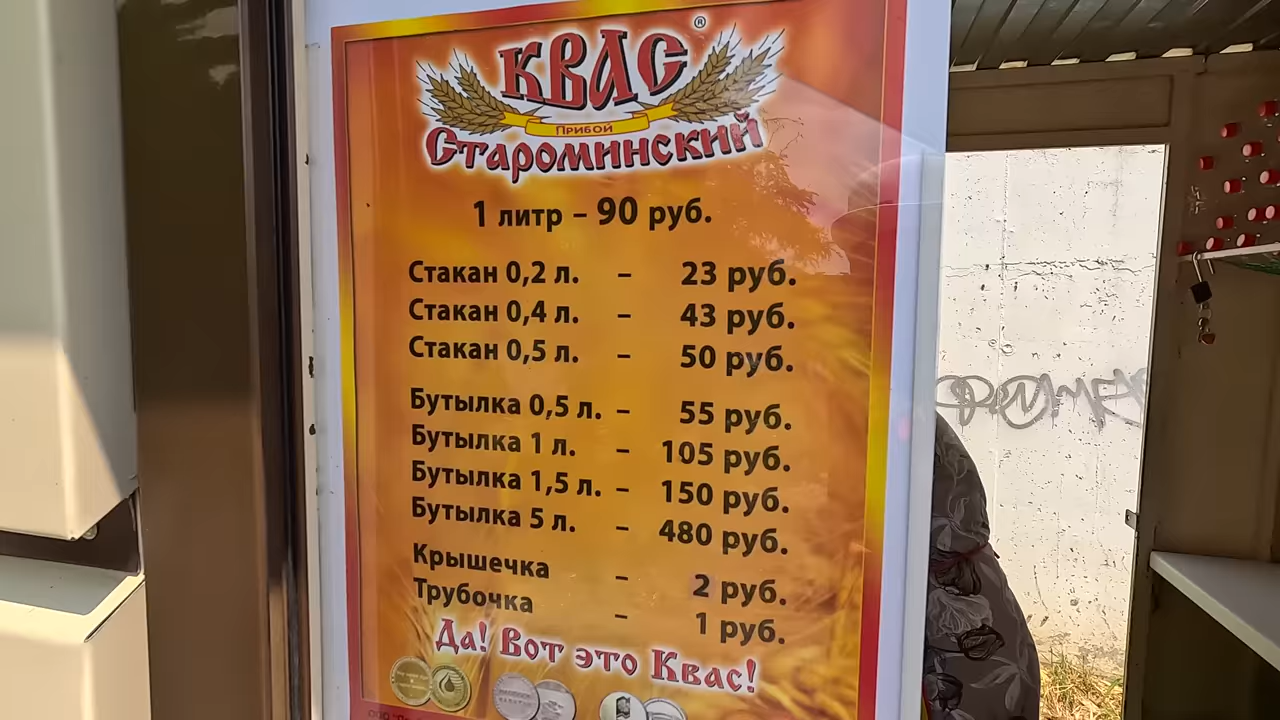 КВАС ®
Прибой
Староминский
1 литр – 90 руб.
Стакан 0,2 л. – 23 руб.
Стакан 0,4 л. – 43 руб.
Стакан 0,5 л. – 50 руб.
Бутылка 0,5 л. – 55 руб.
Бутылка 1 л. – 105 руб.
Бутылка 1,5 л. – 150 руб.
Бутылка 5 л. – 480 руб.
Крышечка – 2 руб.
Трубочка – 1 руб.
Да! Вот это Квас!